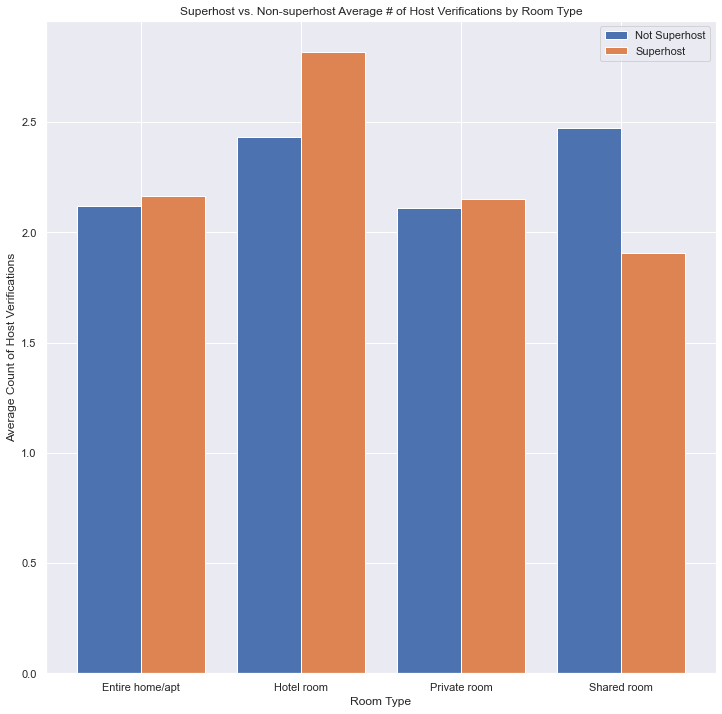 Superhost vs. Non-superhost Average # of Host Verifications by Room Type
Not Superhost
Superhost
Average Count of Host Verifications
2.5
2.0
1.5
1.0
0.5
0.0
Entire home/apt
Hotel room
Private room
Shared room
Room Type